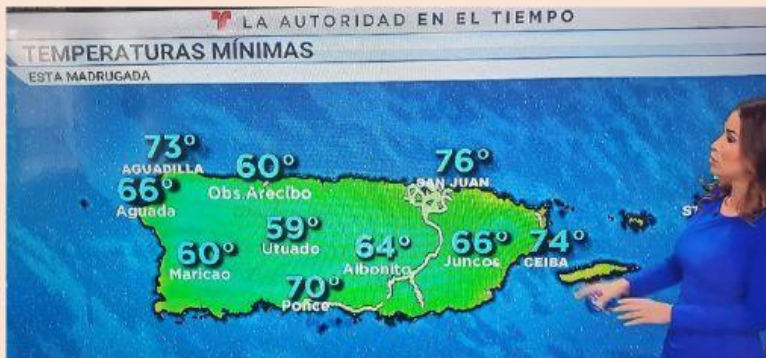 LA AUTORIDAD EN EL TIEMPO
TEMPERATURAS MÍNIMAS
ESTA MADRUGADA
73°
AGUADILLA
60°
Obs. Arecibo
76°
SAN JUAN
66°
Aguada
59°
Utuado
64°
Aibonito
66°
Juncos
74°
CEIBA
60°
Maricao
70°
Ponce
ST